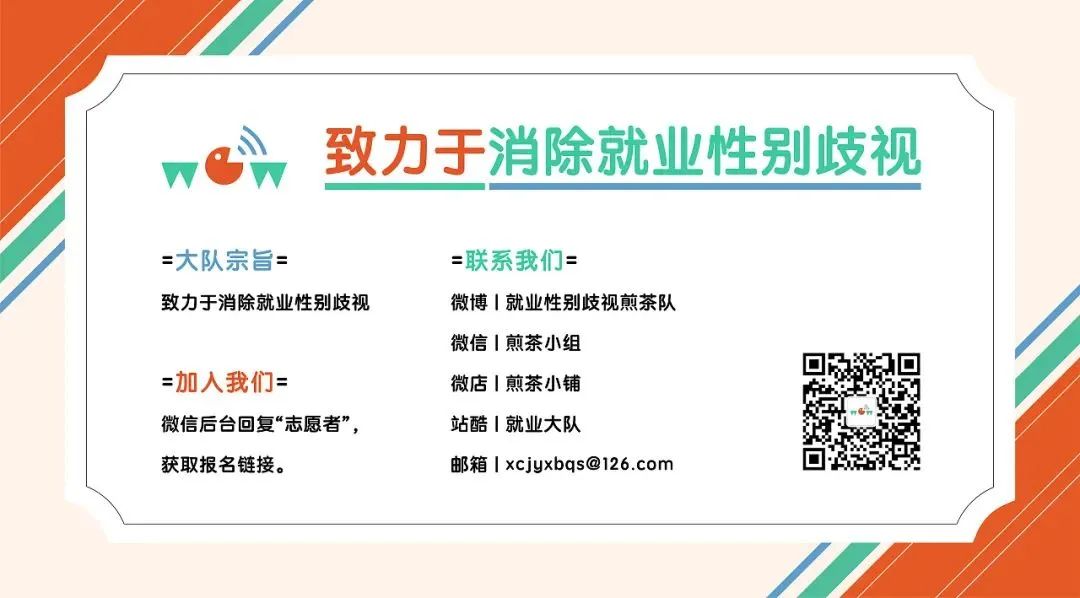 WOW 致力于消除就业性别歧视
=大队宗旨=
致力于消除就业性别歧视
=加入我们=
微信后台回复“志愿者”，
获取报名链接。
=联系我们=
微博 | 就业性别歧视煎茶队
微信 | 煎茶小组
微店 | 煎茶小铺
站酷 | 就业大队
邮箱 | xcjyxbqs@126.com